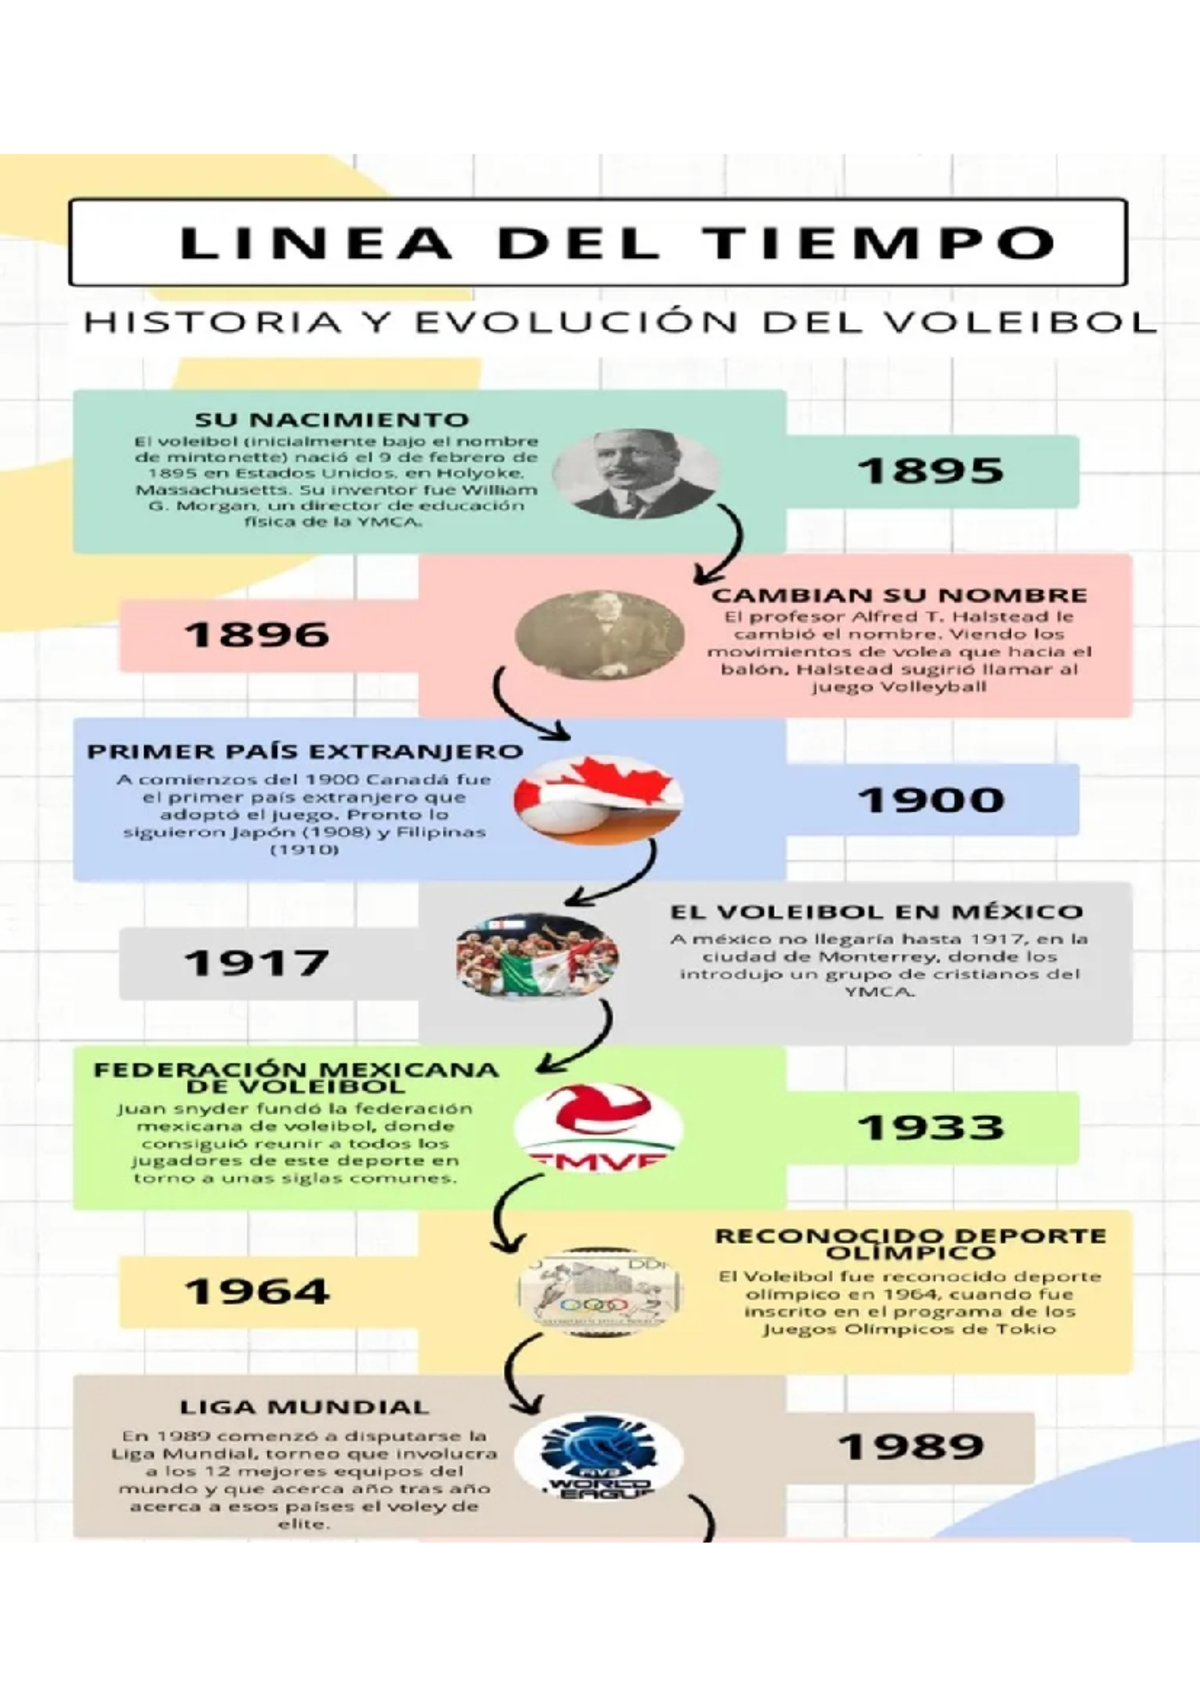 LINEA DEL TIEMPO
HISTORIA Y EVOLUCIÓN DEL VOLEIBOL
SU NACIMIENTO
El voleibol (inicialmente bajo el nombre
de mintonette) nació el 9 de febrero de
1895 en Estados Unidos, en Holyoke,
Massachusetts. Su inventor fue William
G. Morgan, un director de educación
física de la YMCA.
1895
CAMBIAN SU NOMBRE
El profesor Alfred T. Halstead le
cambió el nombre. Viendo los
movimientos de volea que hacia el
balón, Halstead sugirió llamar al
juego Volleyball
1896
PRIMER PAÍS EXTRANJERO
A comienzos del 1900 Canadá fue
el primer país extranjero que
adoptó el juego. Pronto lo
siguieron Japón (1908) y Filipinas
(1910)
1900
EL VOLEIBOL EN MÉXICO
A méxico no llegaría hasta 1917, en la
ciudad de Monterrey, donde los
introdujo un grupo de cristianos del
YMCA.
1917
FEDERACIÓN MEXICANA
DE VOLEIBOL
Juan snyder fundó la federación
mexicana de voleibol, donde
consiguió reunir a todos los
jugadores de este deporte en
torno a unas siglas comunes.
FMVF
1933
RECONOCIDO DEPORTE
OLÍMPICO
El Voleibol fue reconocido deporte
olímpico en 1964, cuando fue
inscrito en el programa de los
Juegos Olímpicos de Tokio
DD
1964
LIGA MUNDIAL
En 1989 comenzó a disputarse la
Liga Mundial, torneo que involucra
a los 12 mejores equipos del
mundo y que acerca año tras año
acerca a esos países el voley de
elite.
FIVB
WORLD
LEAGUE
1989